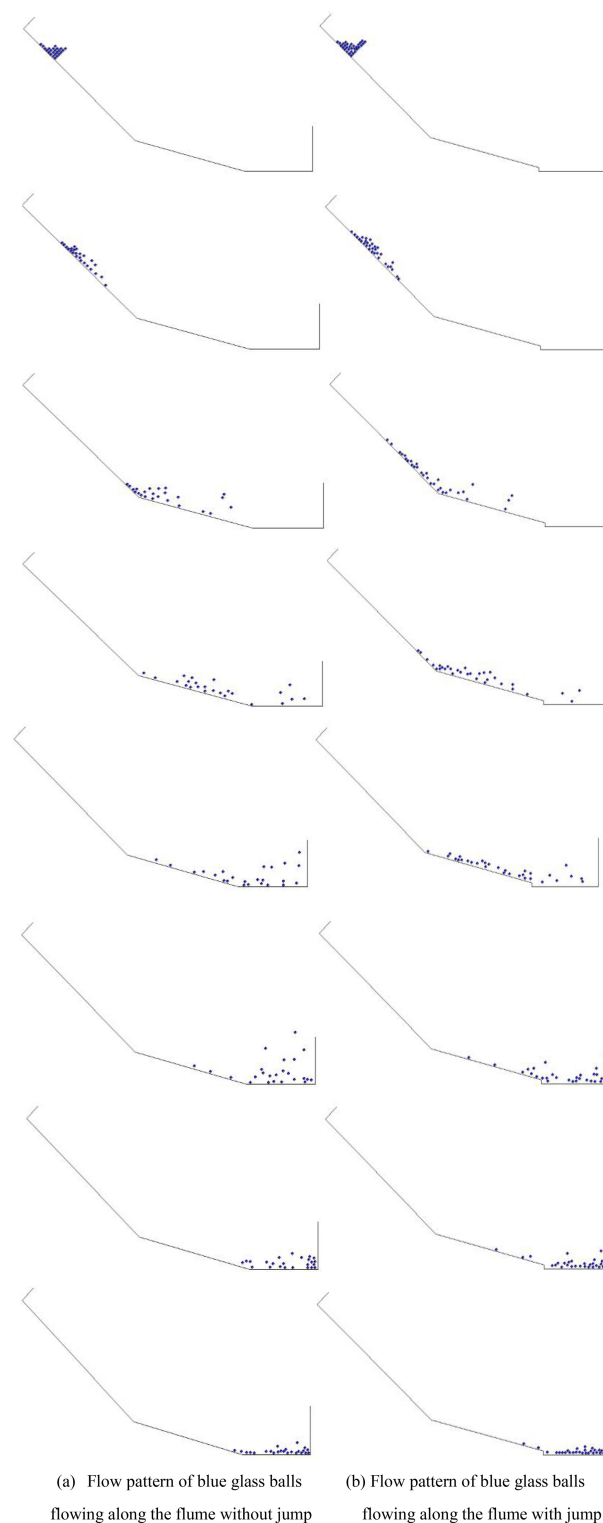 (a) Flow pattern of blue glass balls
flowing along the flume without jump
(b) Flow pattern of blue glass balls
flowing along the flume with jump